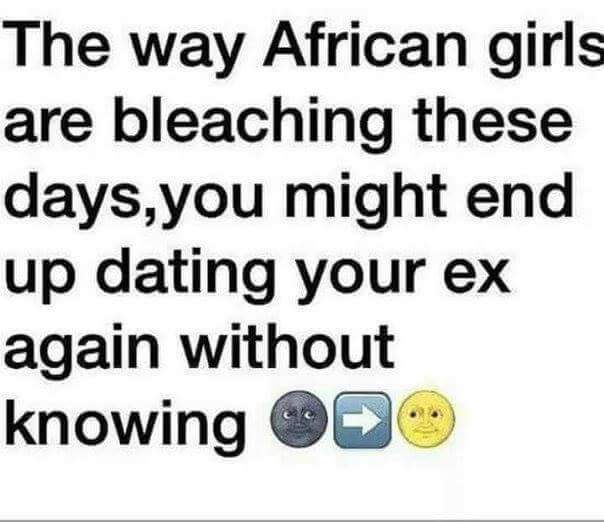 The way African girls
are bleaching these
days,you might end
up dating your ex
again without
knowing 🌚➡️🌝